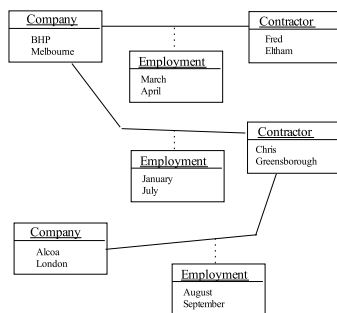 Company
BHP
Melbourne
Contractor
Fred
Eltham
Employment
March
April
Contractor
Chris
Greensborough
Employment
January
July
Company
Alcoa
London
Employment
August
September